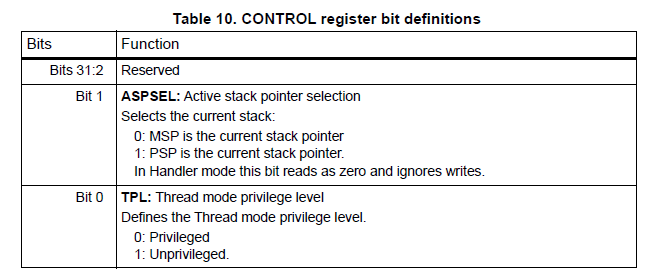 Table 10. CONTROL register bit definitions
Bits Function
Bits 31:2 Reserved
Bit 1 ASPSEL: Active stack pointer selection
Selects the current stack:
0: MSP is the current stack pointer
1: PSP is the current stack pointer.
In Handler mode this bit reads as zero and ignores writes.
Bit 0 TPL: Thread mode privilege level
Defines the Thread mode privilege level.
0: Privileged
1: Unprivileged.